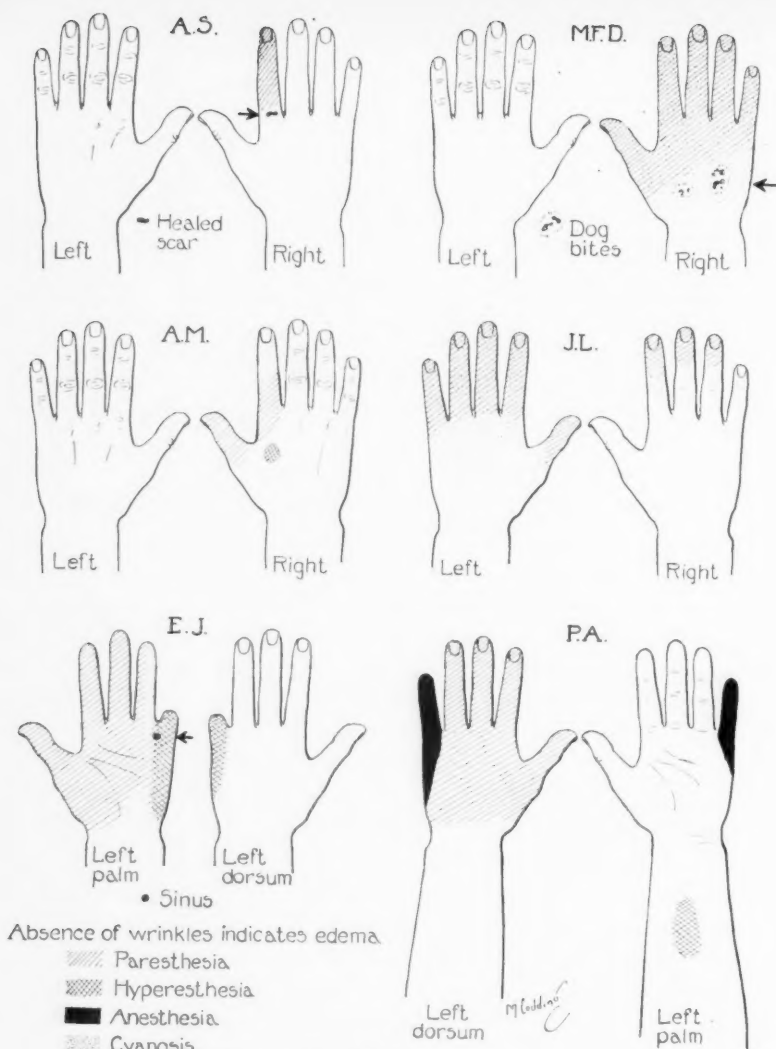 A.S.
Left
Healed
scar
Right
M.F.D.
Left
Dog
bites
Right
A.M.
Left
Right
J.L.
Left
Right
E.J.
Left
palm
Left
dorsum
Sinus
P.A.
Left
dorsum
Left
palm
Absence of wrinkles indicates edema
Paresthesia
Hyperesthesia
Anesthesia
Cyanosis